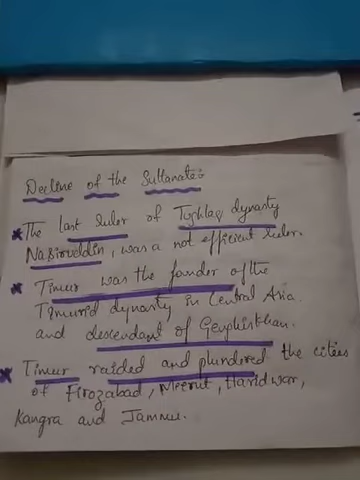 Decline of the Sultanate:
* The last ruler of Tughlaq dynasty
Nasiruddin, was a not efficient ruler.
* Timur was the founder of the
Timurid dynasty in Central Asia
and descendant of Genghis khan.
* Timur raided and plundered the cities
of Firozabad, Meerut, Haridwar,
Kangra and Jammu.